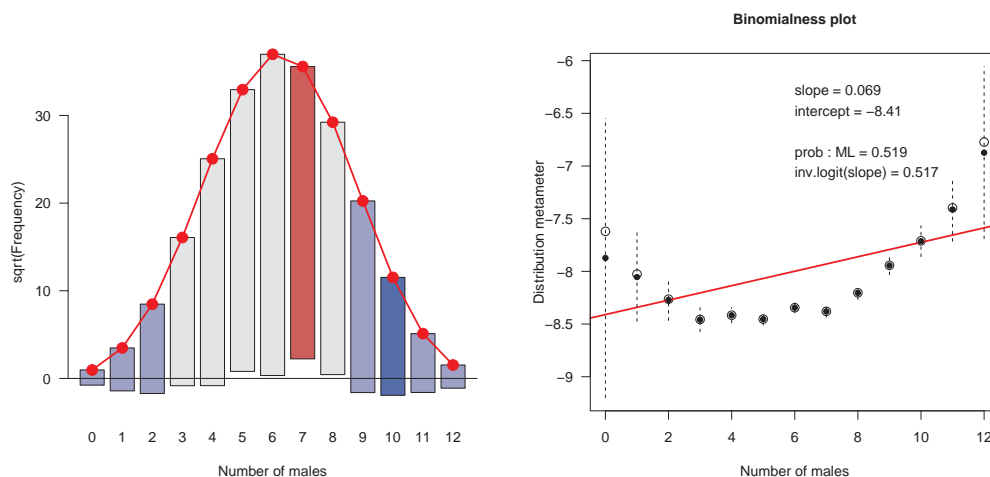 sqrt(Frequency)
30
20
10
0
0 1 2 3 4 5 6 7 8 9 10 11 12
Number of males
Binomialness plot
Distribution metameter
−6
−6.5
−7
−7.5
−8
−8.5
−9
slope = 0.069
intercept = −8.41
prob : ML = 0.519
inv.logit(slope) = 0.517
0 2 4 6 8 10 12
Number of males